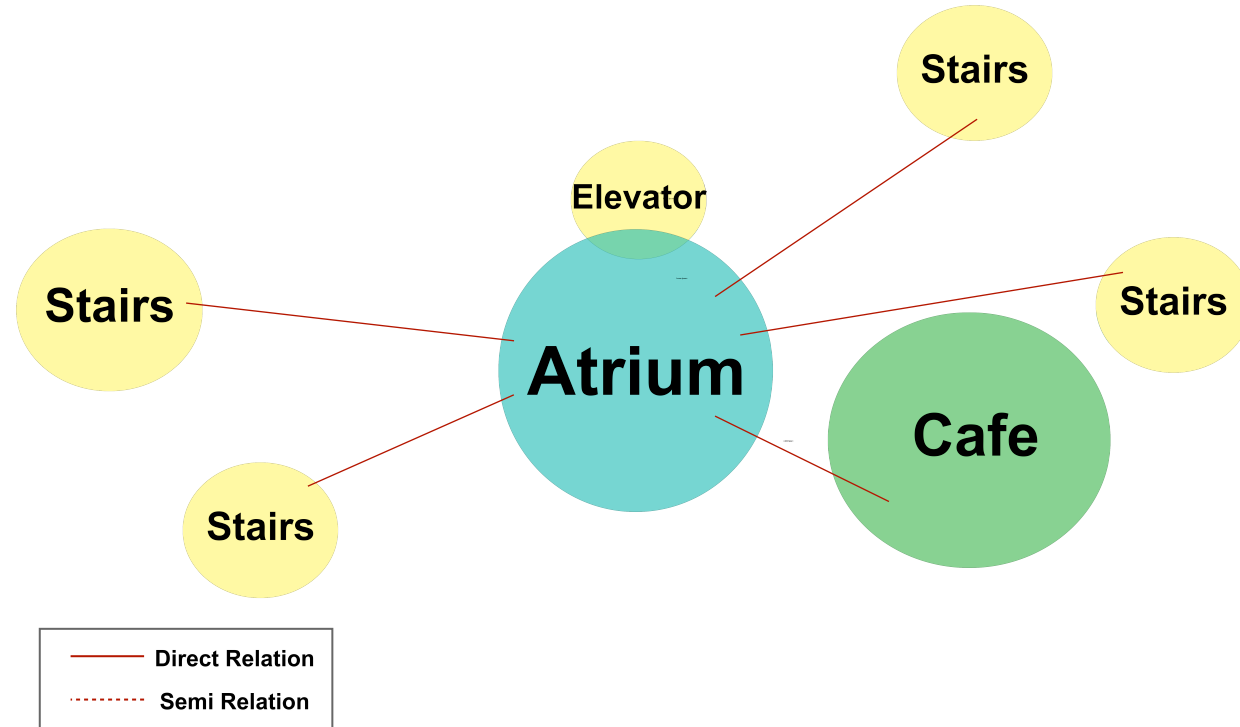 Stairs
Elevator
Stairs
Stairs
Atrium
Cafe
Stairs
Direct Relation
Semi Relation